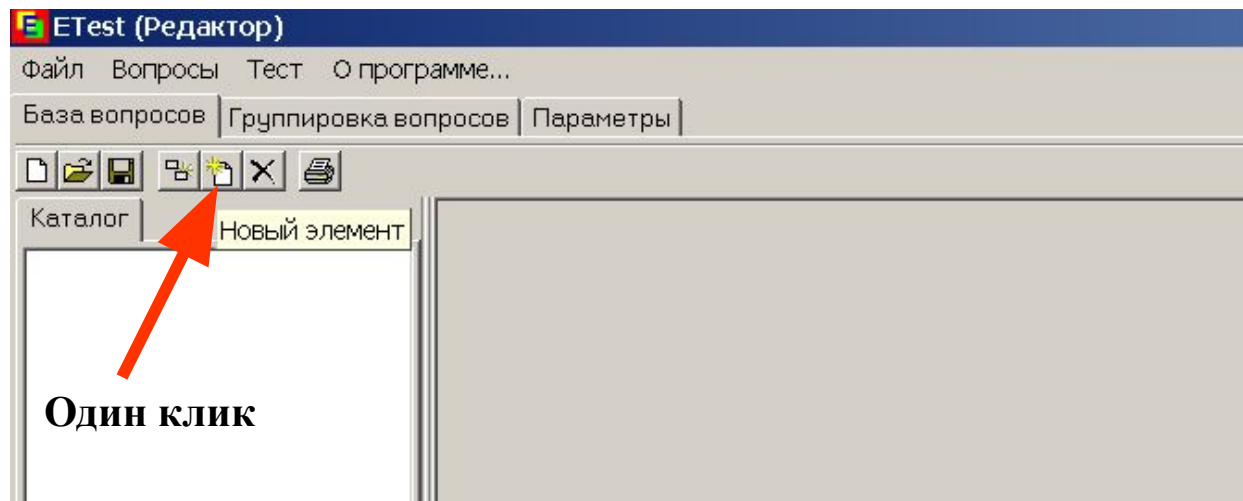 ETest (Редактор)
Файл Вопросы Тест О программе...
База вопросов Группировка вопросов Параметры
Каталог
Новый элемент
Один клик